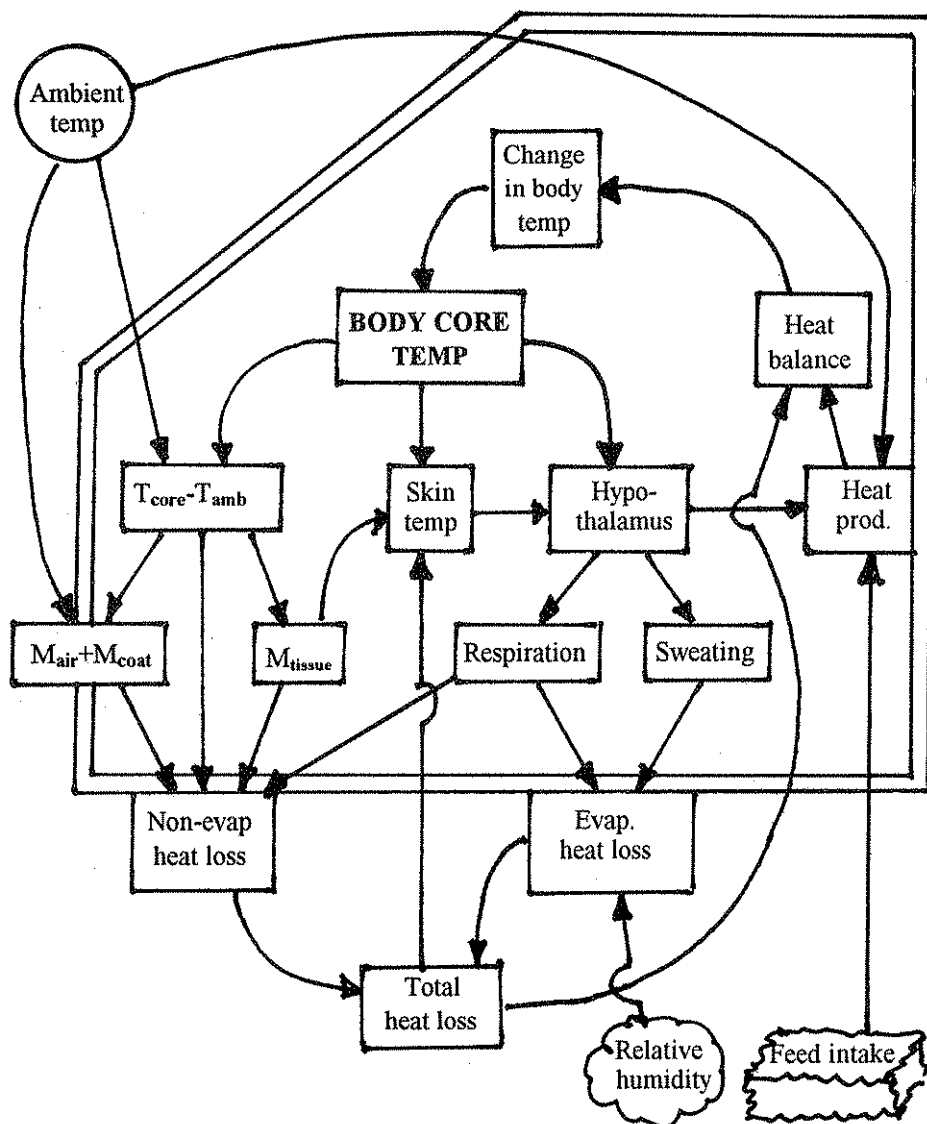 Ambient
temp
Change
in body
temp
BODY CORE
TEMP
Heat
balance
Tcore-Tamb
Skin
temp
Hypo-
thalamus
Heat
prod.
Mair+Mcoat
Mtissue
Respiration
Sweating
Non-evap
heat loss
Evap.
heat loss
Total
heat loss
Relative
humidity
Feed intake